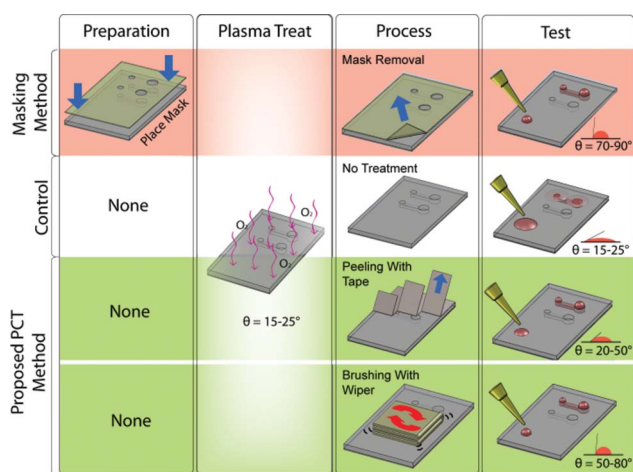 Preparation
Plasma Treat
Process
Test
Masking
Method
Place Mask
Mask Removal
θ = 70-90°
Control
None
O₂
O₂
O₂
O₂
θ = 15-25°
No Treatment
θ = 15-25°
Proposed PCT
Method
None
Peeling With
Tape
θ = 20-50°
None
Brushing With
Wiper
θ = 50-80°